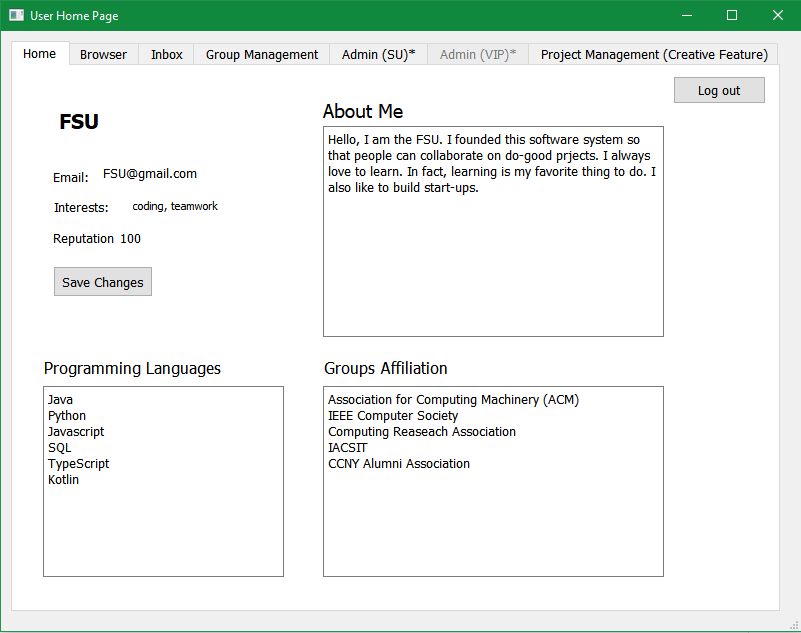 User Home Page
Home Browser Inbox Group Management Admin (SU)* Admin (VIP)* Project Management (Creative Feature)
Log out
FSU
Email: FSU@gmail.com
Interests: coding, teamwork
Reputation 100
Save Changes
About Me
Hello, I am the FSU. I founded this software system so
that people can collaborate on do-good prjects. I always
love to learn. In fact, learning is my favorite thing to do. I
also like to build start-ups.
Programming Languages
Java
Python
Javascript
SQL
TypeScript
Kotlin
Groups Affiliation
Association for Computing Machinery (ACM)
IEEE Computer Society
Computing Reaseach Association
IACSIT
CCNY Alumni Association